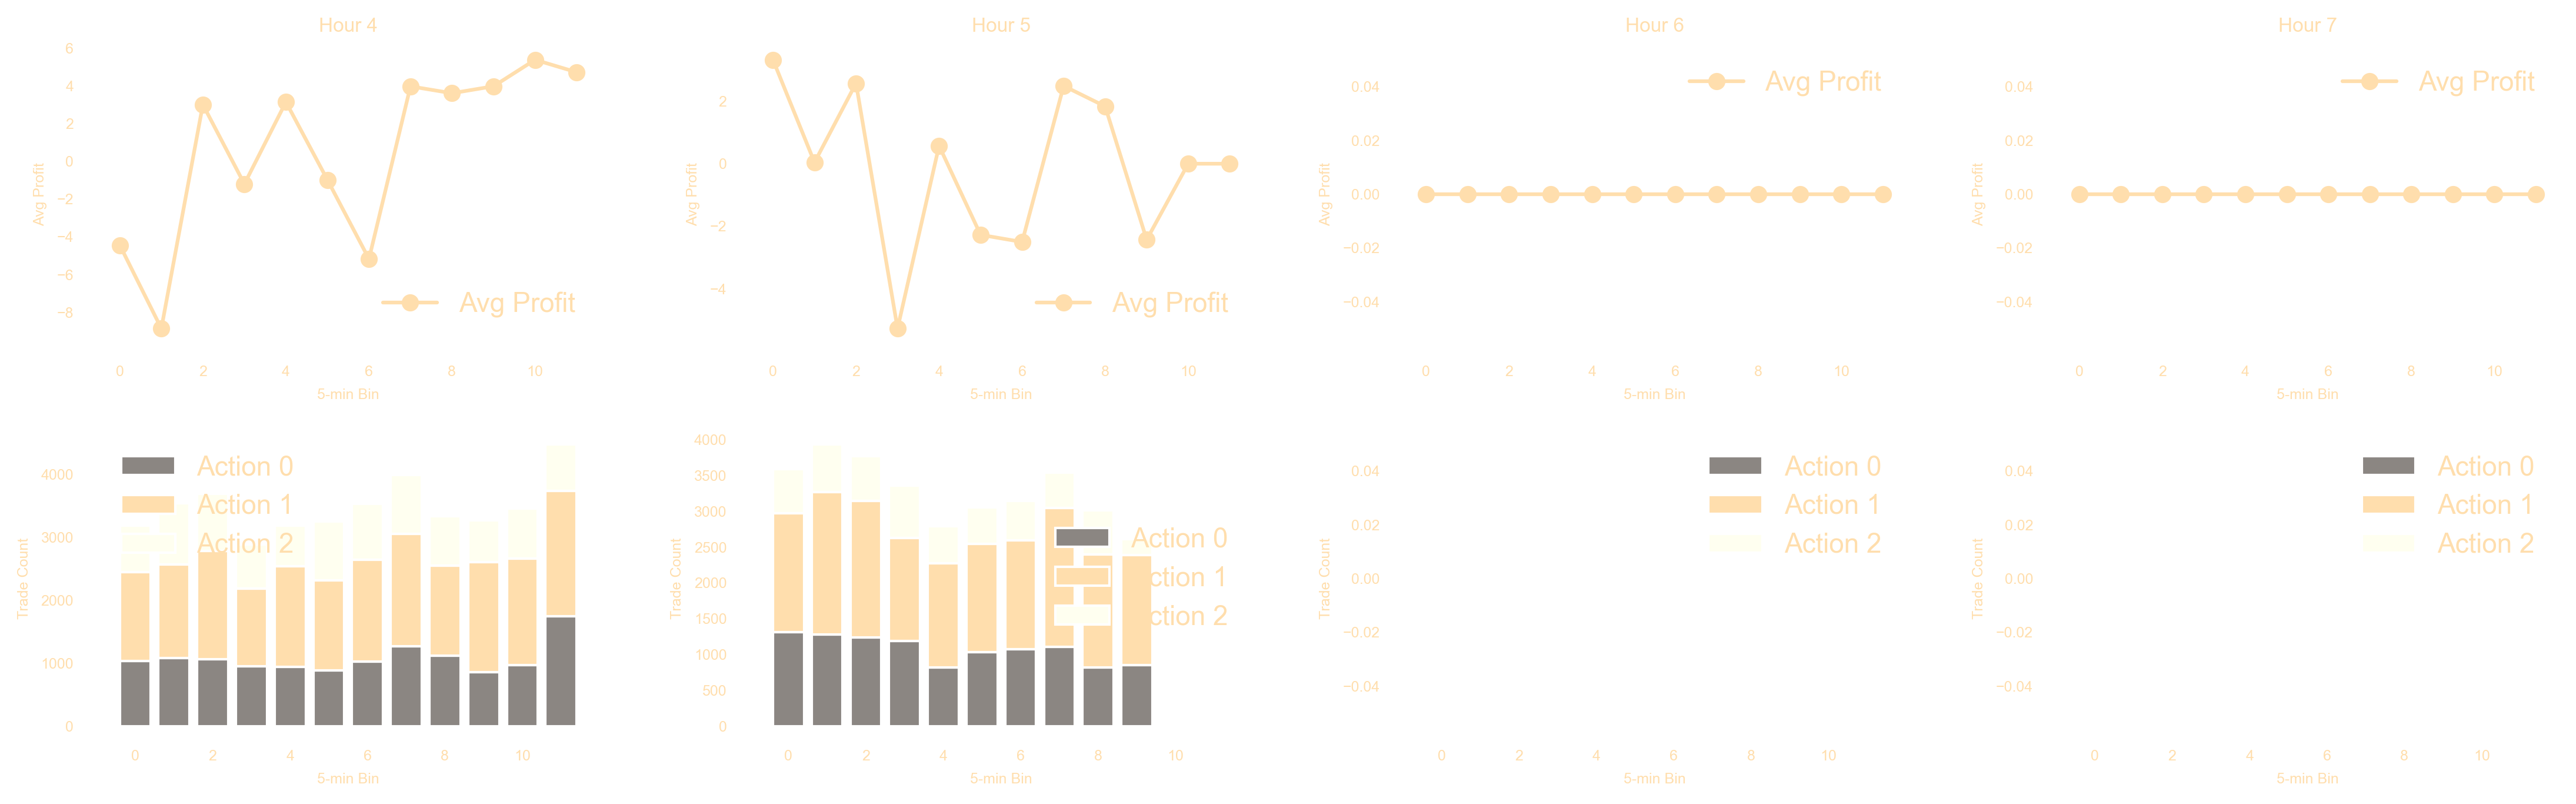 Hour 4
6
4
2
0
−2
−4
−6
−8
Avg Profit
Avg Profit
0 2 4 6 8 10
5-min Bin
Hour 5
2
0
−2
−4
Avg Profit
Avg Profit
0 2 4 6 8 10
5-min Bin
Hour 6
0.04
0.02
0.00
−0.02
−0.04
Avg Profit
Avg Profit
0 2 4 6 8 10
5-min Bin
Hour 7
0.04
0.02
0.00
−0.02
−0.04
Avg Profit
Avg Profit
0 2 4 6 8 10
5-min Bin
4000
3000
2000
1000
0
Trade Count
Action 0
Action 1
Action 2
0 2 4 6 8 10
5-min Bin
4000
3500
3000
2500
2000
1500
1000
500
0
Trade Count
Action 0
ction 1
ction 2
0 2 4 6 8 10
5-min Bin
0.04
0.02
0.00
−0.02
−0.04
Trade Count
Action 0
Action 1
Action 2
0 2 4 6 8 10
5-min Bin
0.04
0.02
0.00
−0.02
−0.04
Trade Count
Action 0
Action 1
Action 2
0 2 4 6 8 10
5-min Bin